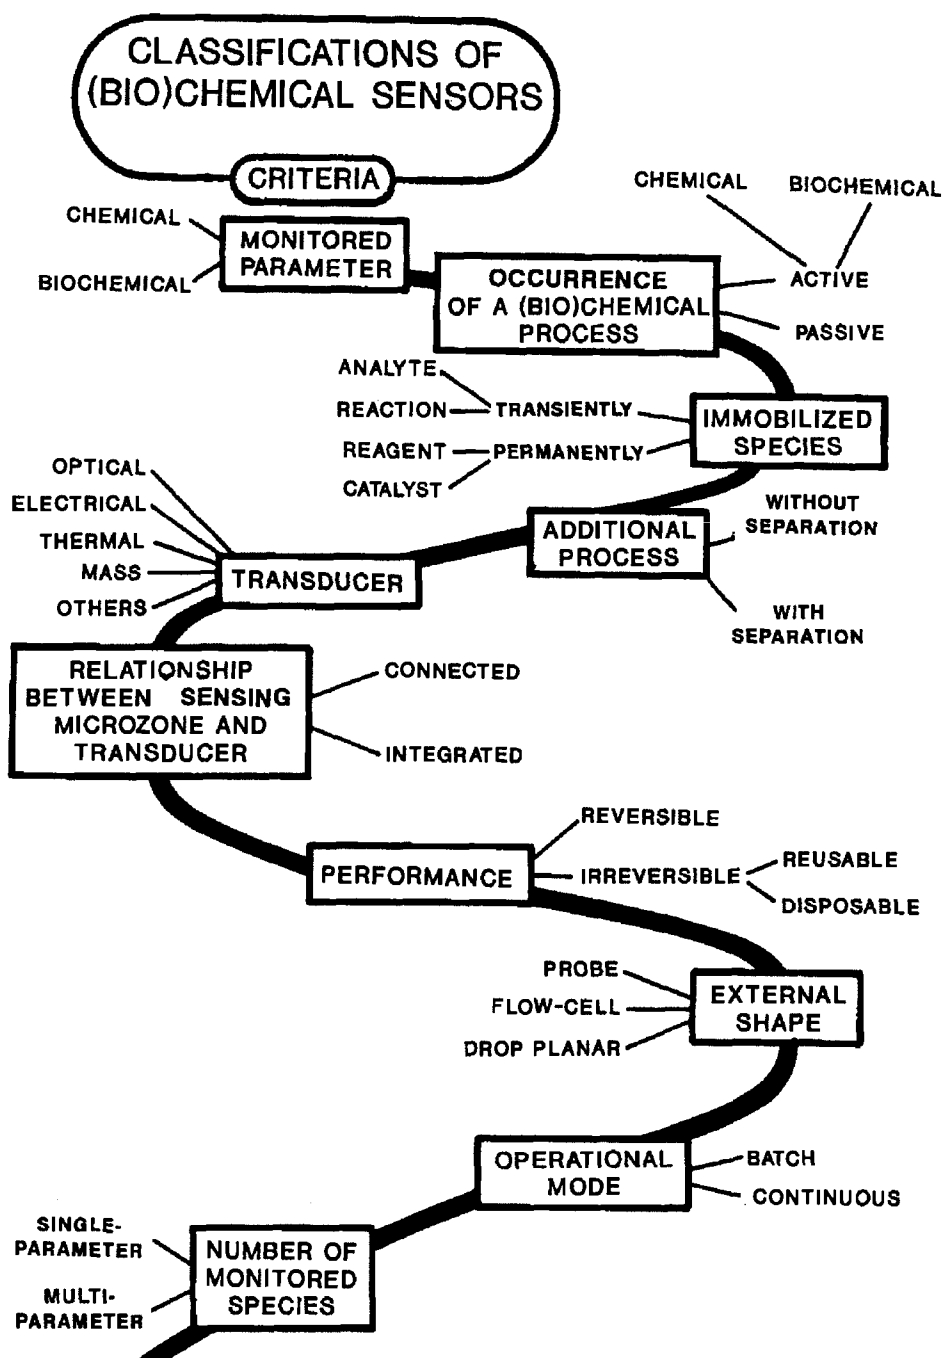 CLASSIFICATIONS OF
(BIO)CHEMICAL SENSORS
CRITERIA
CHEMICAL
BIOCHEMICAL
MONITORED
PARAMETER
CHEMICAL
BIOCHEMICAL
OCCURRENCE
OF A (BIO)CHEMICAL
PROCESS
ACTIVE
PASSIVE
ANALYTE
REACTION
TRANSIENTLY
REAGENT
PERMANENTLY
CATALYST
IMMOBILIZED
SPECIES
OPTICAL
ELECTRICAL
THERMAL
MASS
OTHERS
TRANSDUCER
ADDITIONAL
PROCESS
WITHOUT
SEPARATION
WITH
SEPARATION
RELATIONSHIP
BETWEEN SENSING
MICROZONE AND
TRANSDUCER
CONNECTED
INTEGRATED
PERFORMANCE
REVERSIBLE
IRREVERSIBLE
REUSABLE
DISPOSABLE
PROBE
FLOW-CELL
DROP PLANAR
EXTERNAL
SHAPE
OPERATIONAL
MODE
BATCH
CONTINUOUS
SINGLE-
PARAMETER
MULTI-
PARAMETER
NUMBER OF
MONITORED
SPECIES